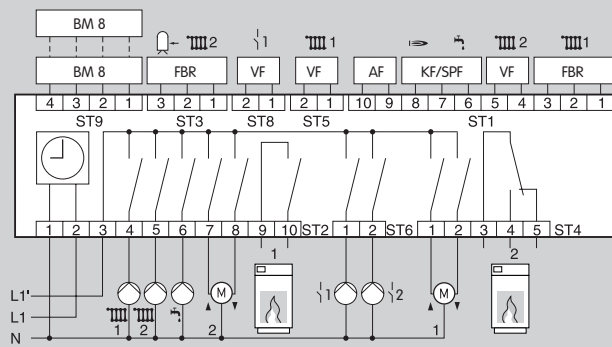 BM 8
2 1 1 2 1
BM 8 FBR VF VF AF KF/SPF VF FBR
4 3 2 1 3 2 1 2 1 2 1 10 9 8 7 6 5 4 3 2 1
ST9 ST3 ST8 ST5 ST1
1 2 3 4 5 6 7 8 9 10 ST2 1 2 ST6 1 2 3 4 5 ST4
1 2
L1' M 1 2 M
L1
1 2 2 1
N